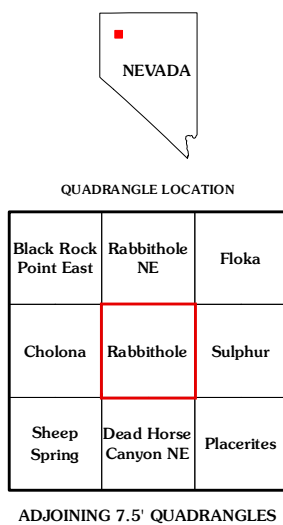 NEVADA
QUADRANGLE LOCATION
Black Rock
Point East
Rabbithole
NE
Floka
Cholona
Rabbithole
Sulphur
Sheep
Spring
Dead Horse
Canyon NE
Placerites
ADJOINING 7.5' QUADRANGLES